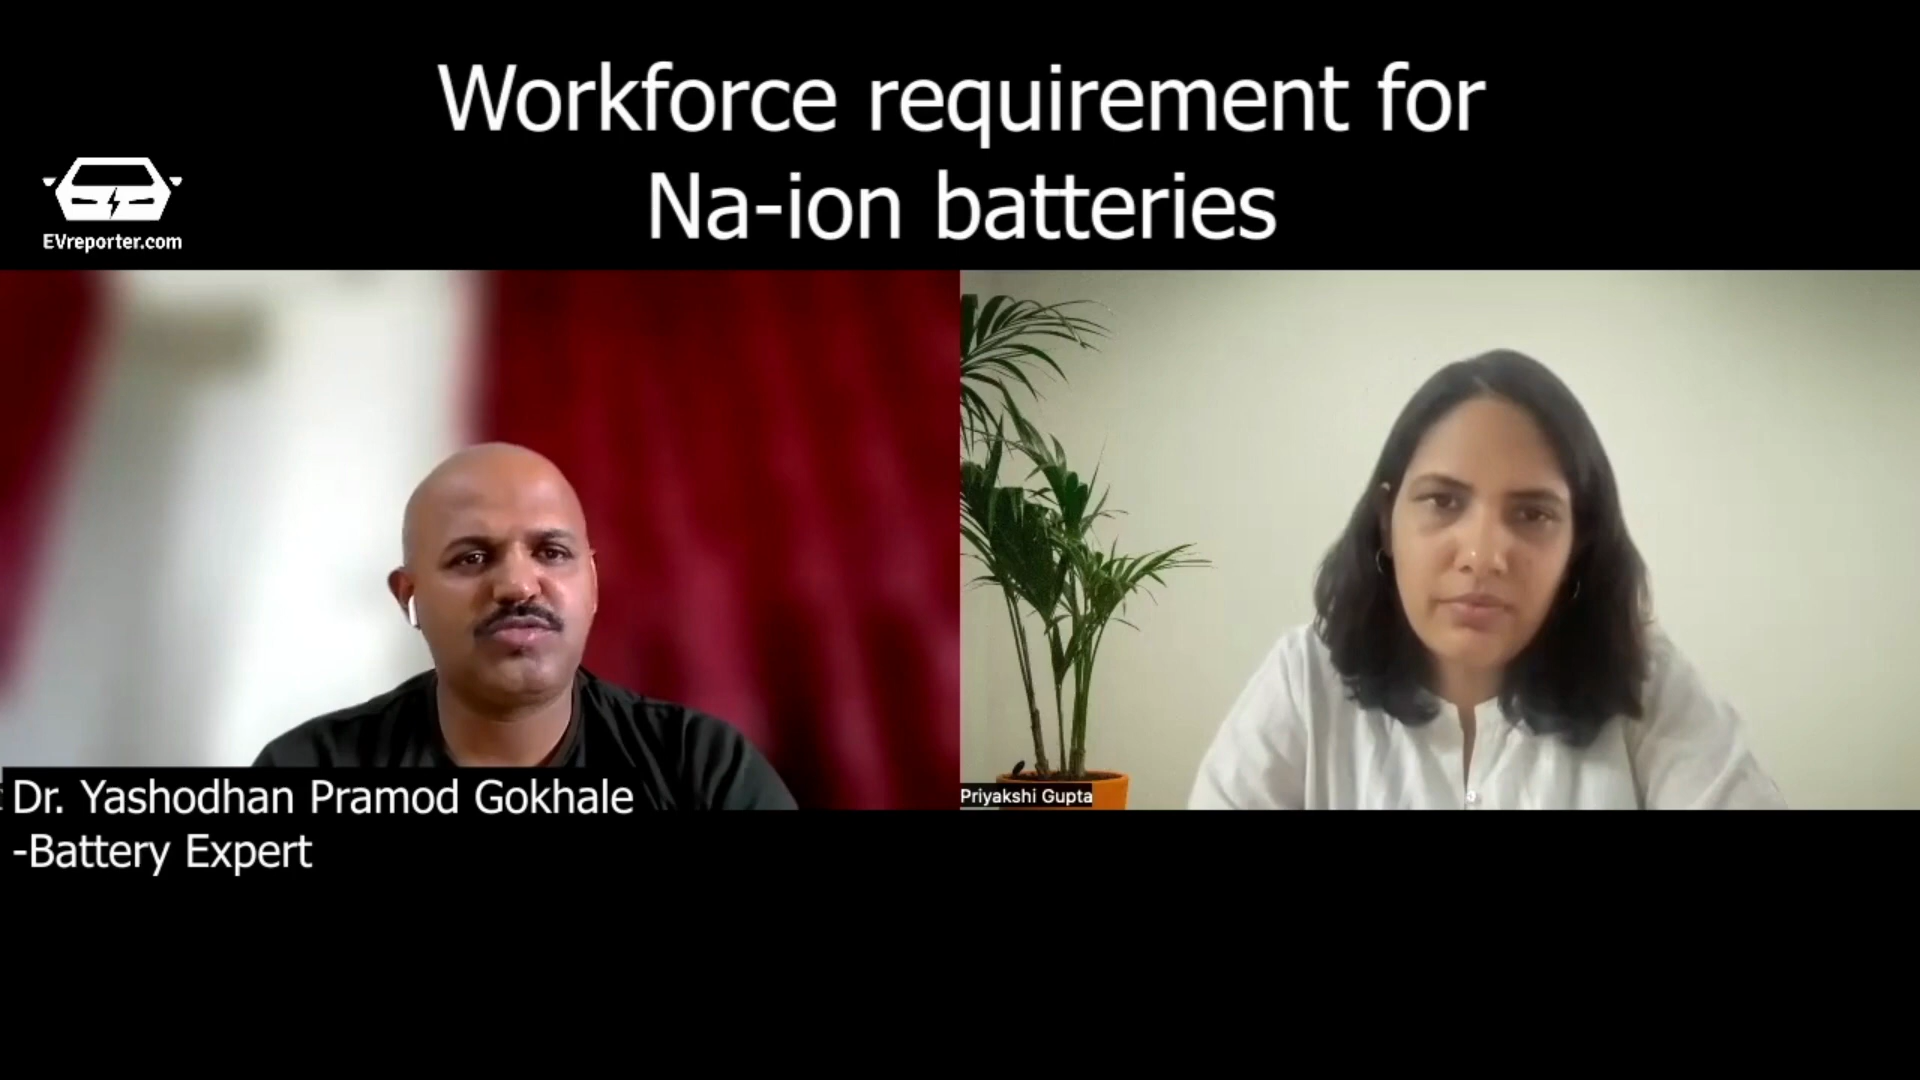 Workforce requirement for
Na-ion batteries
EVreporter.com
Dr. Yashodhan Pramod Gokhale
-Battery Expert
Priyakshi Gupta